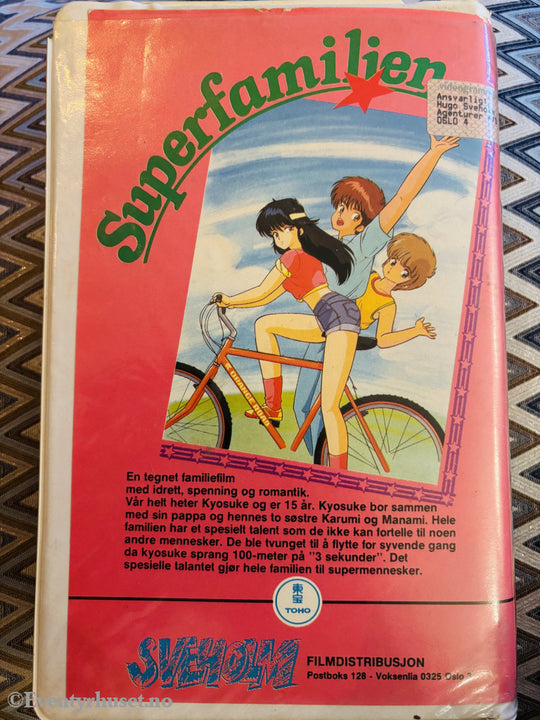 Superfamilien
videogram
Ansvarlig:
Hugo Sveholm
Agenturer
OSLO 4
KORANGE ROAD
En tegnet familiefilm
med idrett, spenning og romantik.
Vår helt heter Kyosuke og er 15 år. Kyosuke bor sammen
med sin pappa og hennes to søstre Karumi og Manami. Hele
familien har et spesielt talent som de ikke kan fortelle til noen
andre mennesker. De ble tvunget til å flytte for syvende gang
da kyosuke sprang 100-meter på "3 sekunder". Det
spesielle talantet gjør hele familien til supermennesker.
東宝
TOHO
SVEHOLM
FILMDISTRIBUSJON
Postboks 128 - Voksenlia 0325 Oslo 3
©Eventyrhuset.no